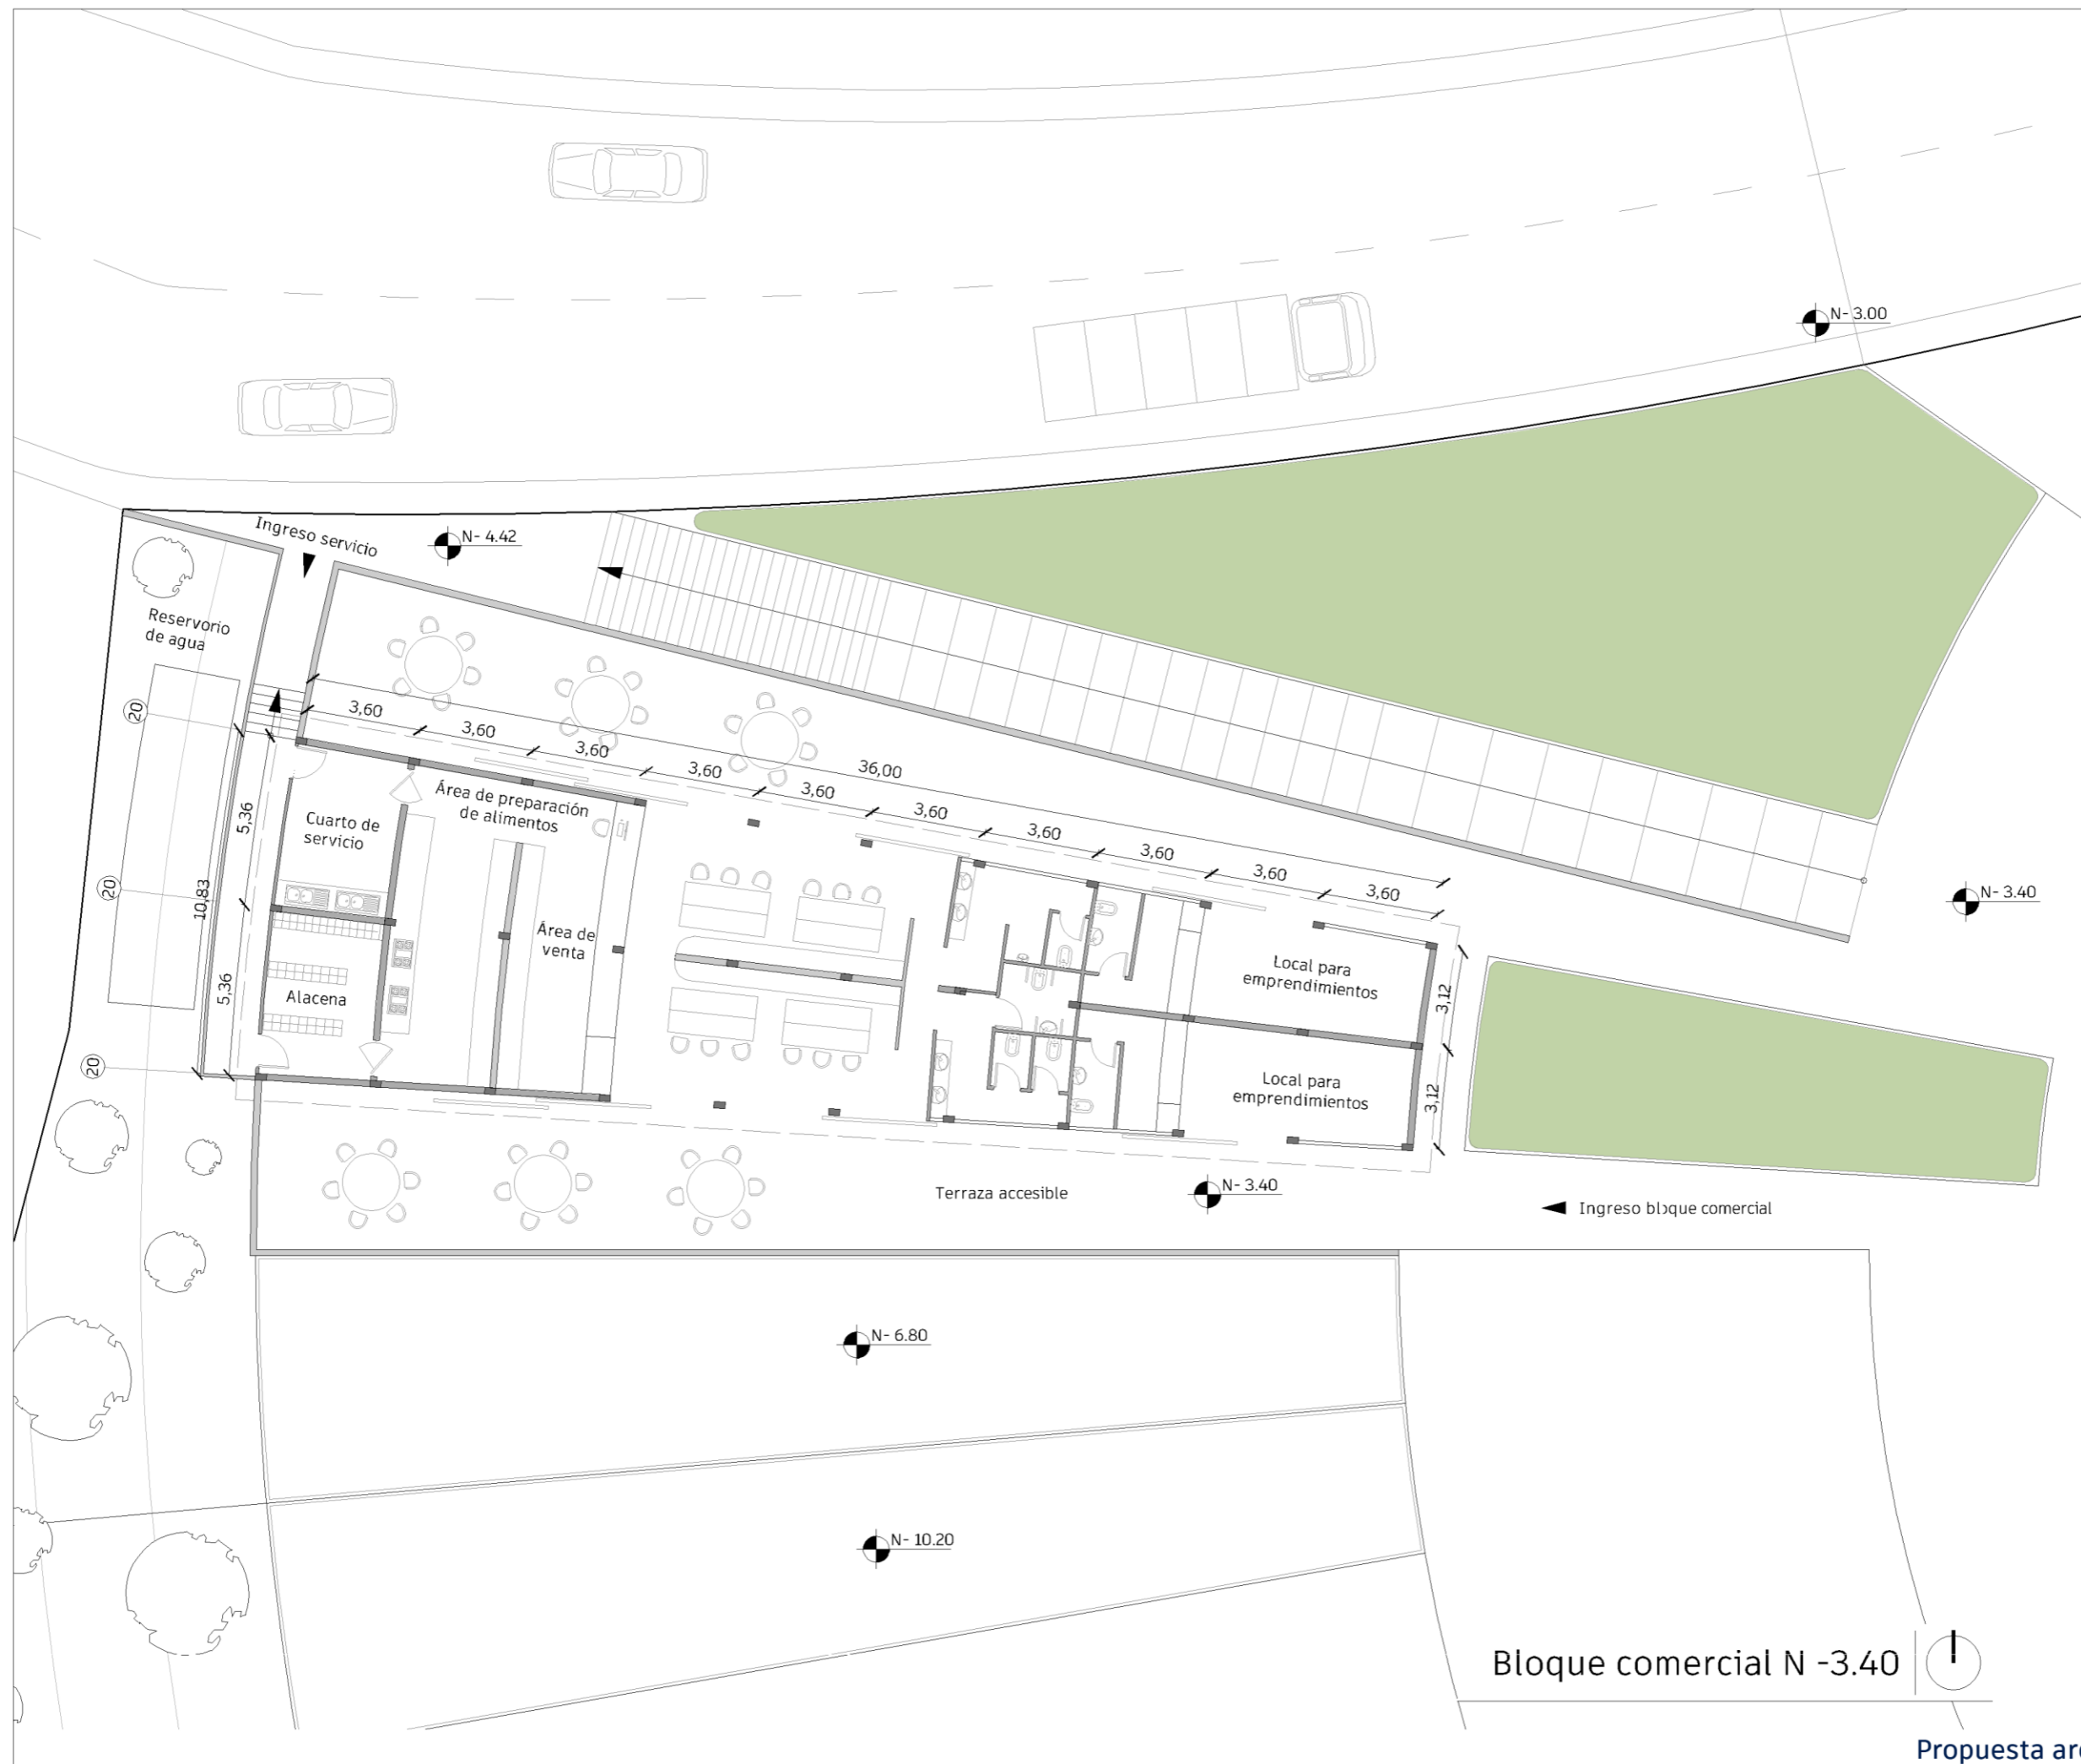 N- 3.00
Ingreso servicio
N- 4.42
Reservorio
de agua
20
3,60
3,60
3,60
3,60
3,60
3,60
3,60
3,60
3,60
3,60
36,00
5,36
Cuarto de
servicio
Área de preparación
de alimentos
20
10,83
N- 3.40
Área de
venta
Local para
emprendimientos
5,36
Alacena
3,12
20
Local para
emprendimientos
3,12
Terraza accesible
N- 3.40
Ingreso bloque comercial
N- 6.80
N- 10.20
Bloque comercial N -3.40
Propuesta